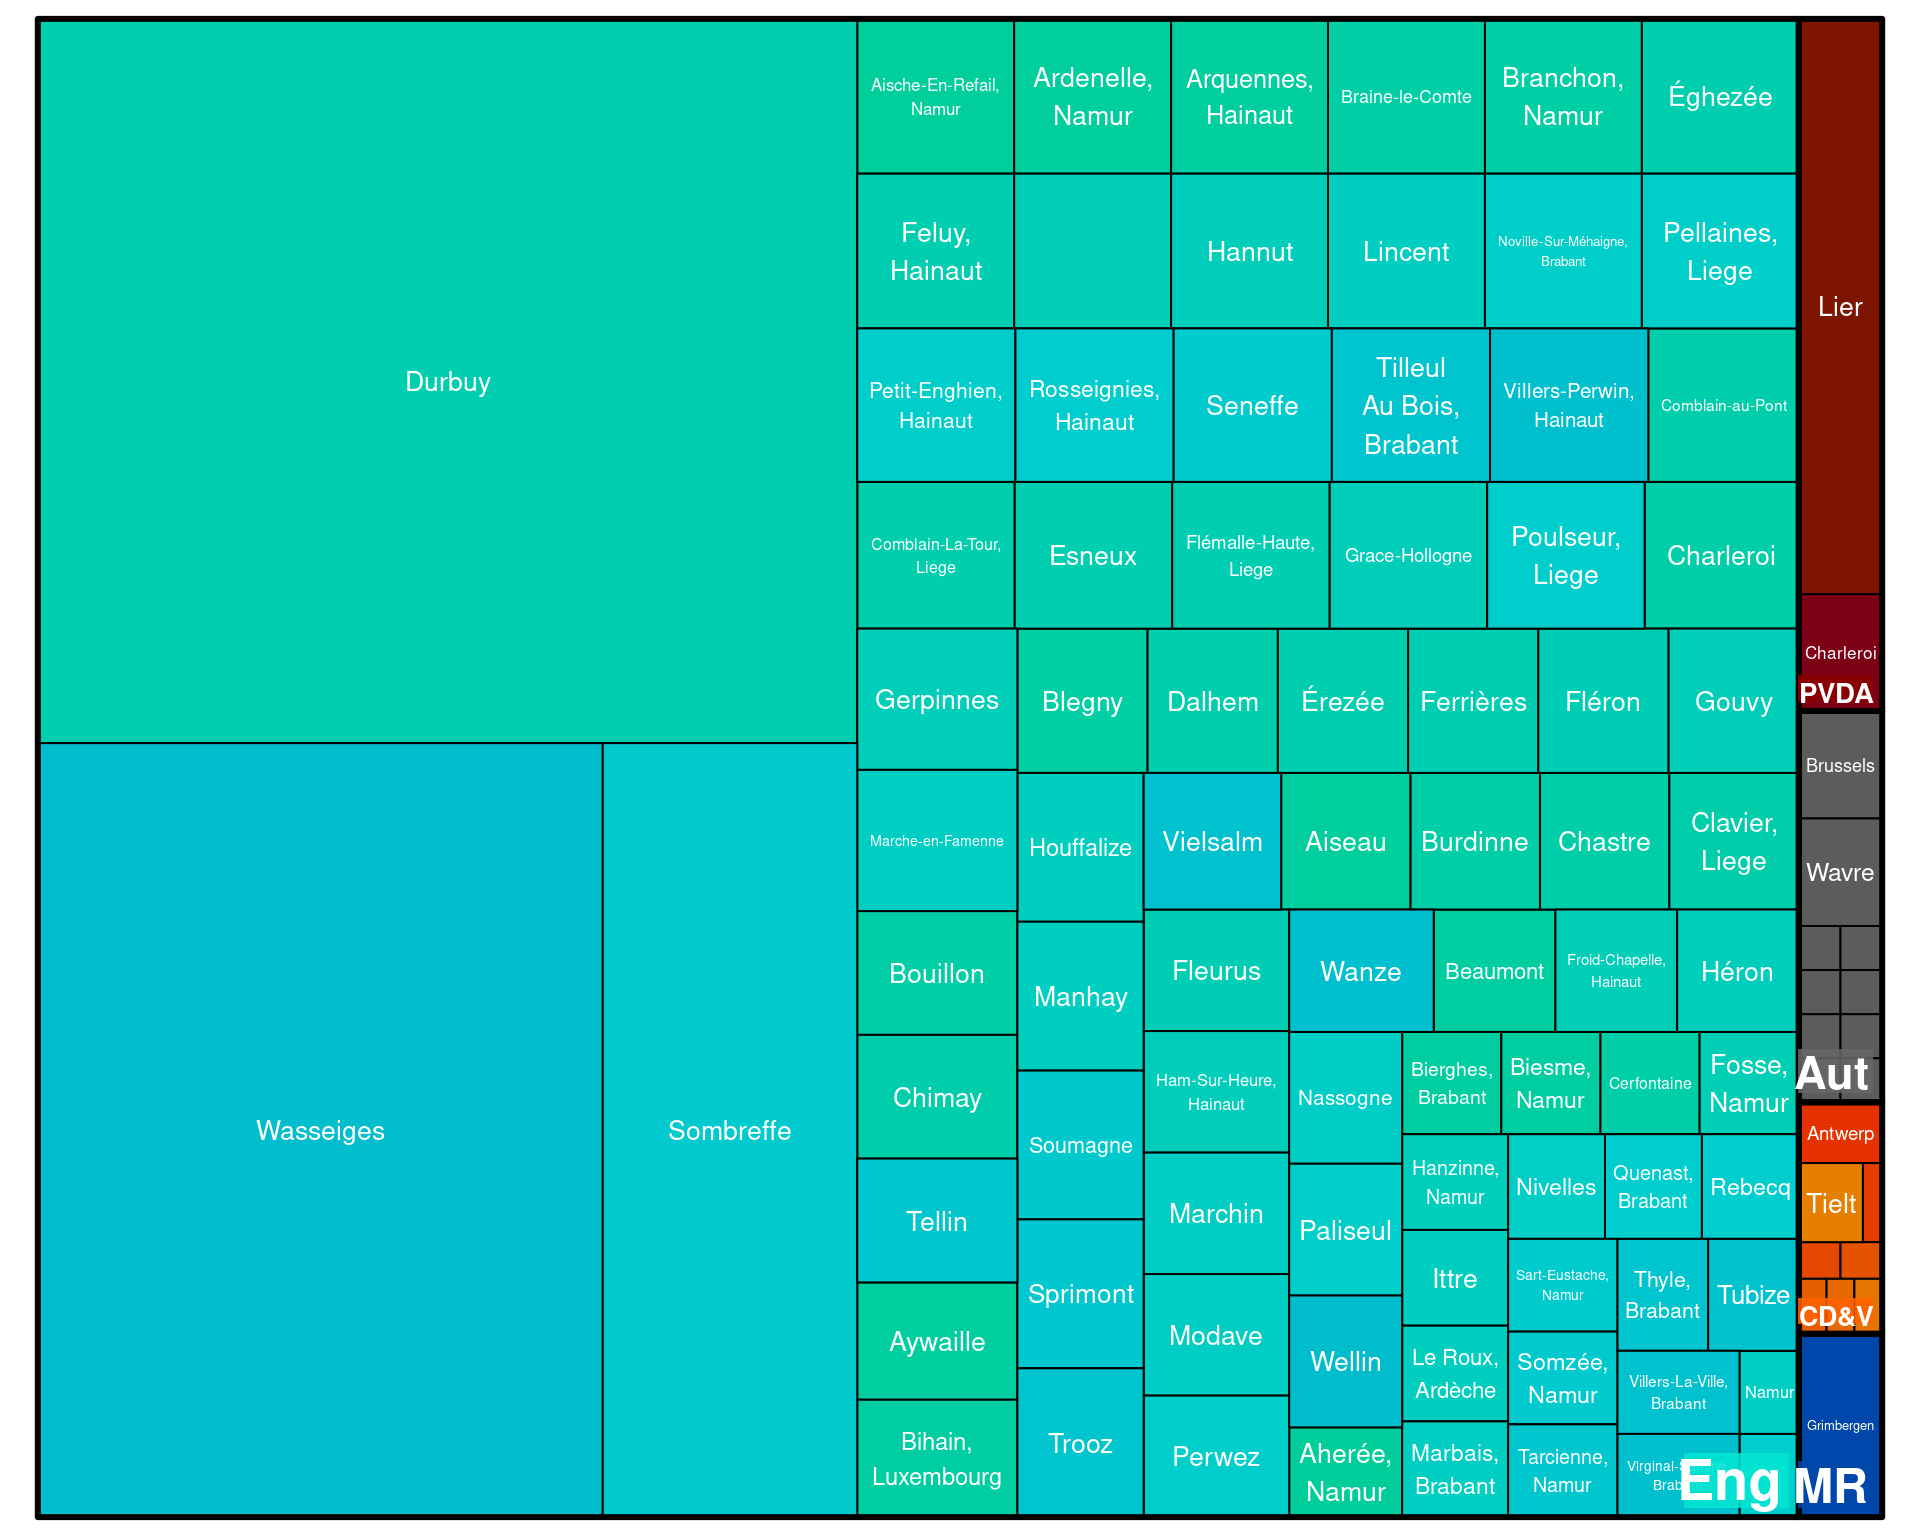 Durbuy
Wasseiges
Sombreffe
Aische-En-Refail,
Namur
Ardenelle,
Namur
Arquennes,
Hainaut
Braine-le-Comte
Branchon,
Namur
Éghezée
Feluy,
Hainaut
Hannut
Lincent
Noville-Sur-Méhaigne,
Brabant
Pellaines,
Liege
Petit-Enghien,
Hainaut
Rosseignies,
Hainaut
Seneffe
Tilleul
Au Bois,
Brabant
Villers-Perwin,
Hainaut
Comblain-au-Pont
Comblain-La-Tour,
Liege
Esneux
Flémalle-Haute,
Liege
Grace-Hollogne
Poulseur,
Liege
Charleroi
Gerpinnes
Blegny
Dalhem
Érezée
Ferrières
Fléron
Gouvy
Marche-en-Famenne
Houffalize
Vielsalm
Aiseau
Burdinne
Chastre
Clavier,
Liege
Bouillon
Manhay
Fleurus
Wanze
Beaumont
Froid-Chapelle,
Hainaut
Héron
Chimay
Soumagne
Ham-Sur-Heure,
Hainaut
Nassogne
Bierghes,
Brabant
Biesme,
Namur
Cerfontaine
Fosse,
Namur
Tellin
Sprimont
Marchin
Paliseul
Hanzinne,
Namur
Nivelles
Quenast,
Brabant
Rebecq
Aywaille
Modave
Wellin
Ittre
Sart-Eustache,
Namur
Thyle,
Brabant
Tubize
Bihain,
Luxembourg
Trooz
Perwez
Aherée,
Namur
Le Roux,
Ardèche
Somzée,
Namur
Villers-La-Ville,
Brabant
Namur
Marbais,
Brabant
Tarcienne,
Namur
Eng
Lier
Charleroi
PVDA
Brussels
Wavre
Aut
Antwerp
Tielt
CD&V
Grimbergen
MR